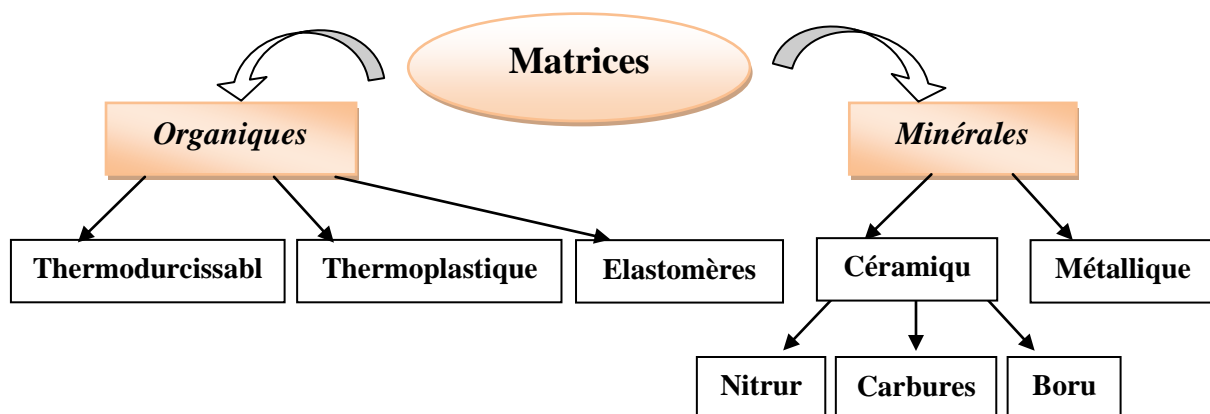 Matrices
Organiques
Minérales
Thermodurcissabl
Thermoplastique
Elastomères
Céramiqu
Métallique
Nitrur
Carbures
Boru